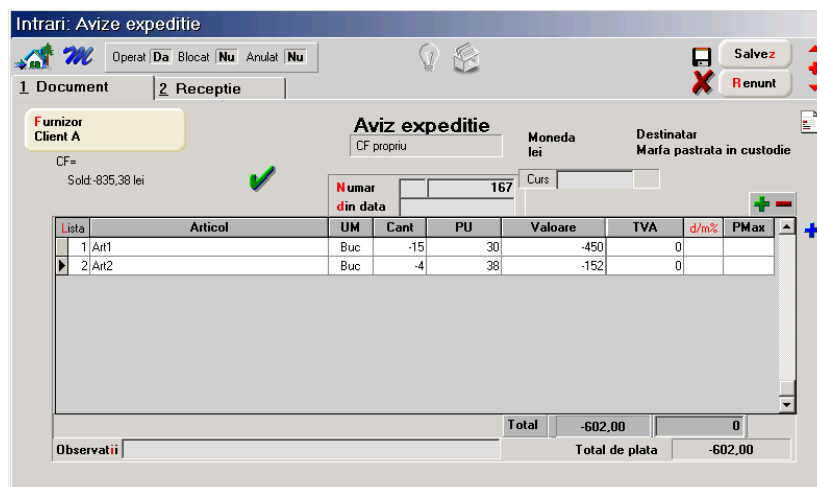 Intrari: Avize expeditie
Operat Da Blocat Nu Anulat Nu
Salvez
Renunt
1 Document
2 Receptie
Furnizor
Client A
CF=
Sold:-835,38 lei
Aviz expeditie
CF propriu
Moneda
lei
Destinatar
Marfa pastrata in custodie
Curs
Numar 167
din data
Lista Articol UM Cant PU Valoare TVA d/m% PMax
1 Art1 Buc -15 30 -450 0
2 Art2 Buc -4 38 -152 0
Total -602,00 0
Observatii
Total de plata -602,00